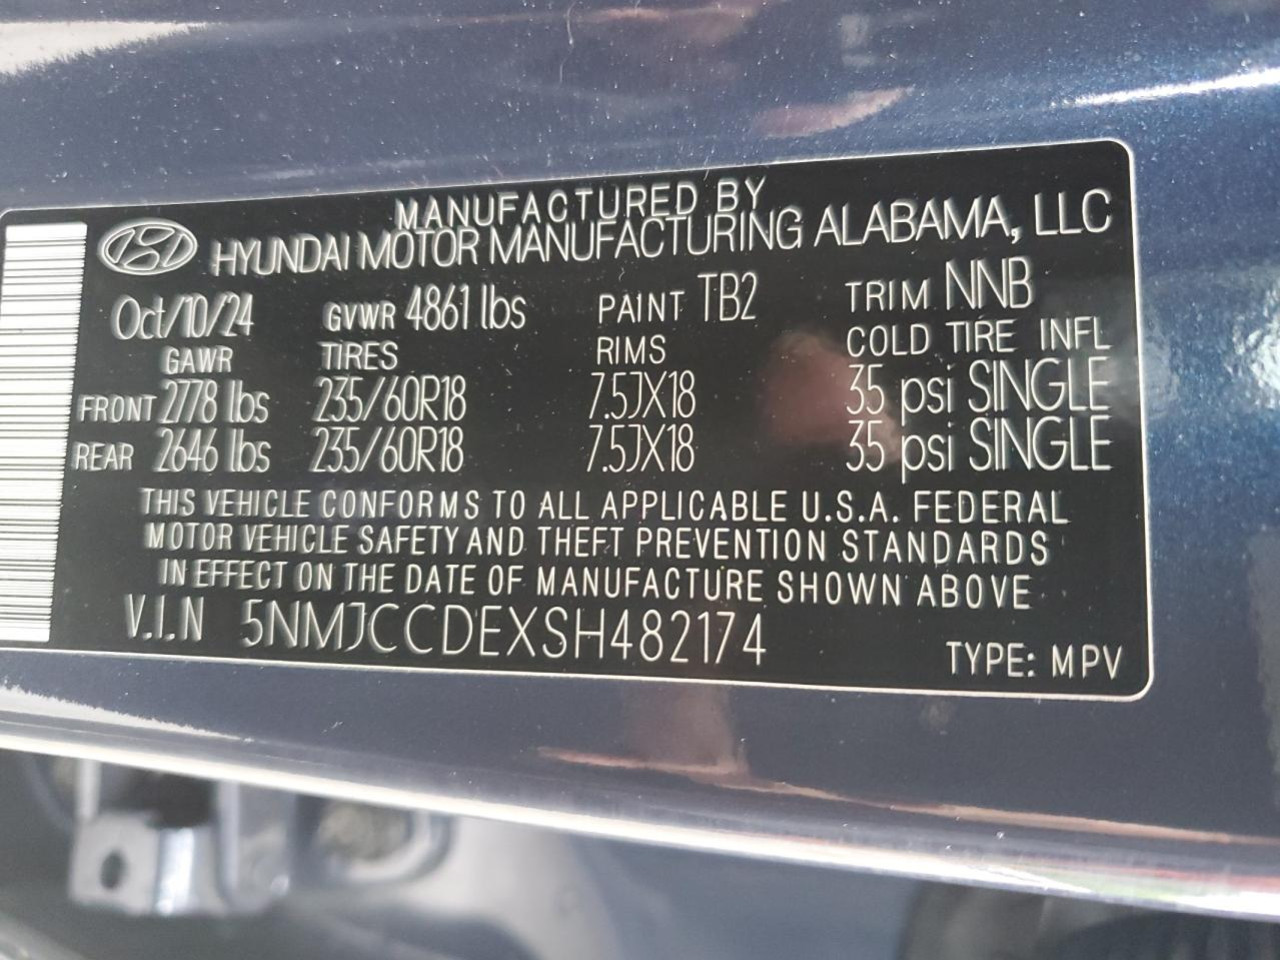 MANUFACTURED BY
HYUNDAI MOTOR MANUFACTURING ALABAMA, LLC
Oct/10/24 GVWR 4861 lbs PAINT TB2 TRIM NNB
GAWR TIRES RIMS COLD TIRE INFL
FRONT 2778 lbs 235/60R18 7.5JX18 35 psi SINGLE
REAR 2646 lbs 235/60R18 7.5JX18 35 psi SINGLE
THIS VEHICLE CONFORMS TO ALL APPLICABLE U.S.A. FEDERAL
MOTOR VEHICLE SAFETY AND THEFT PREVENTION STANDARDS
IN EFFECT ON THE DATE OF MANUFACTURE SHOWN ABOVE
V.I.N 5NMJCCDEXSH482174
TYPE: MPV